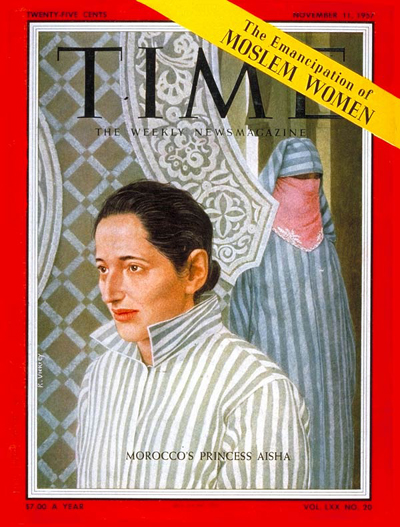 TWENTY-FIVE CENTS
NOVEMBER 11, 1957
The Emancipation of
MOSLEM WOMEN
TIME
THE WEEKLY NEWSMAGAZINE
R. VICKREY
MOROCCO'S PRINCESS AISHA
$7.00 A YEAR
VOL. LXX NO. 20